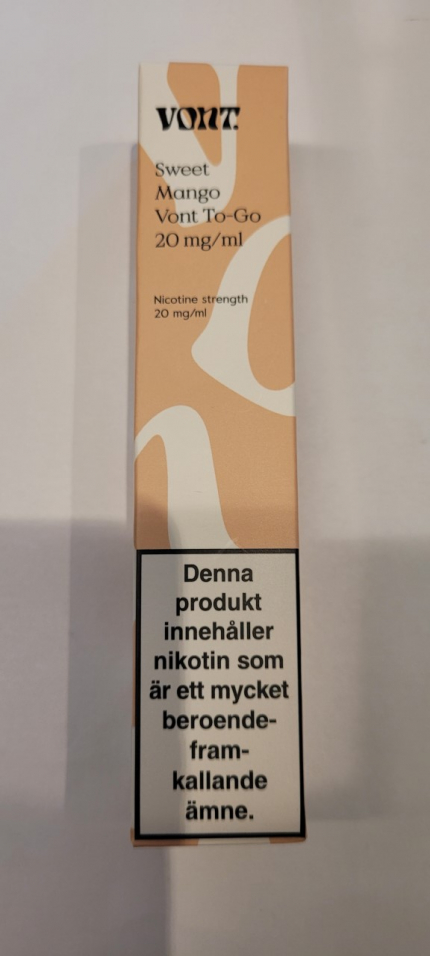 VONT.
Sweet
Mango
Vont To-Go
20 mg/ml
Nicotine strength
20 mg/ml
Denna
produkt
innehåller
nikotin som
är ett mycket
beroende-
fram-
kallande
ämne.